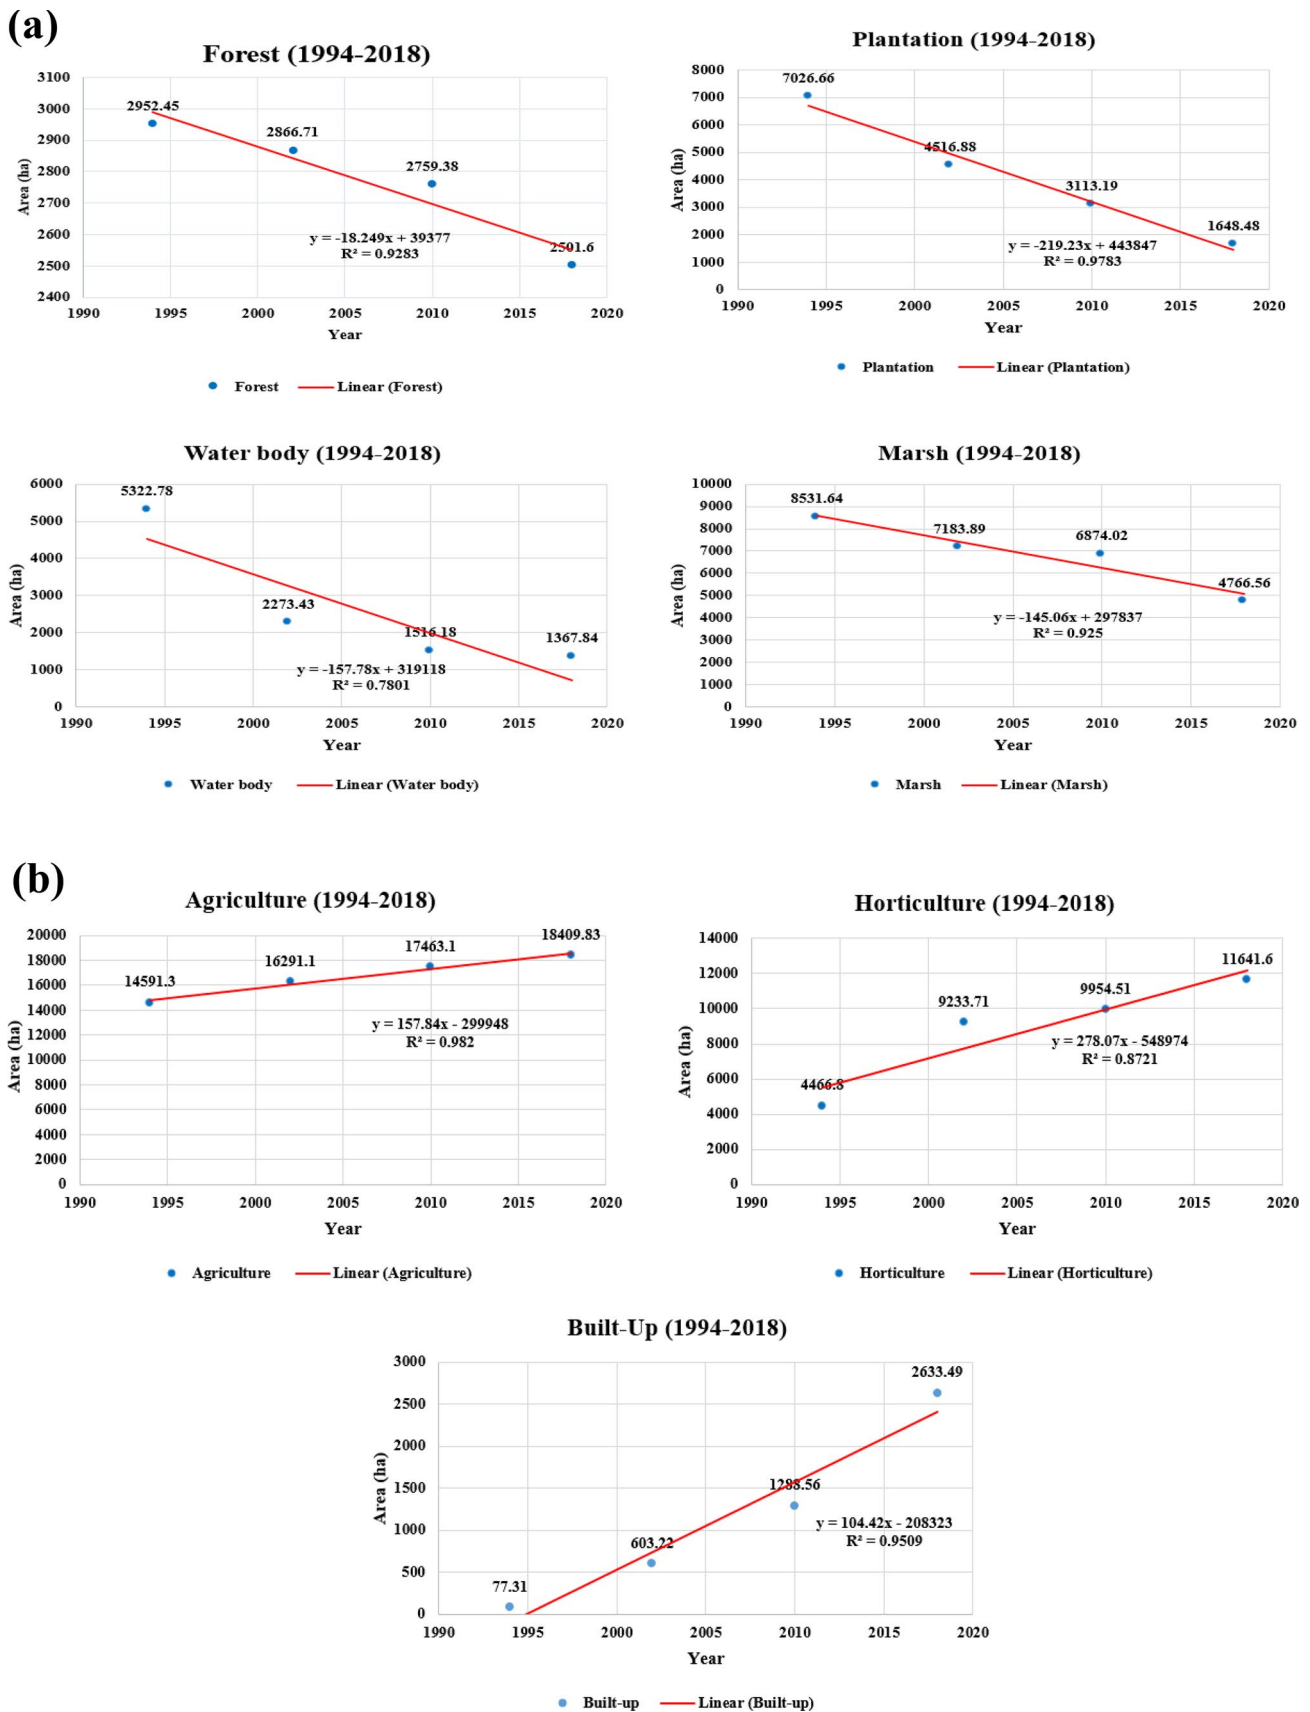 (a)
Forest (1994-2018)
3100
3000
2900
2800
2700
2600
2500
2400
Area (ha)
2952.45
2866.71
2759.38
2501.6
y = -18.249x + 39377
R² = 0.9283
1990 1995 2000 2005 2010 2015 2020
Year
Forest Linear (Forest)
Plantation (1994-2018)
8000
7000
6000
5000
4000
3000
2000
1000
0
Area (ha)
7026.66
4516.88
3113.19
1648.48
y = -219.23x + 443847
R² = 0.9783
1990 1995 2000 2005 2010 2015 2020
Year
Plantation Linear (Plantation)
Water body (1994-2018)
6000
5000
4000
3000
2000
1000
0
Area (ha)
5322.78
2273.43
1516.18
1367.84
y = -157.78x + 319118
R² = 0.7801
1990 1995 2000 2005 2010 2015 2020
Year
Water body Linear (Water body)
Marsh (1994-2018)
10000
9000
8000
7000
6000
5000
4000
3000
2000
1000
0
Area (ha)
8531.64
7183.89
6874.02
4766.56
y = -145.06x + 297837
R² = 0.925
1990 1995 2000 2005 2010 2015 2020
Year
Marsh Linear (Marsh)
(b)
Agriculture (1994-2018)
20000
18000
16000
14000
12000
10000
8000
6000
4000
2000
0
Area (ha)
14591.3
16291.1
17463.1
18409.83
y = 157.84x - 299948
R² = 0.982
1990 1995 2000 2005 2010 2015 2020
Year
Agriculture Linear (Agriculture)
Horticulture (1994-2018)
14000
12000
10000
8000
6000
4000
2000
0
Area (ha)
4466.8
9233.71
9954.51
11641.6
y = 278.07x - 548974
R² = 0.8721
1990 1995 2000 2005 2010 2015 2020
Year
Horticulture Linear (Horticulture)
Built-Up (1994-2018)
3000
2500
2000
1500
1000
500
0
Area (ha)
77.31
603.22
1288.56
2633.49
y = 104.42x - 208323
R² = 0.9509
1990 1995 2000 2005 2010 2015 2020
Year
Built-up Linear (Built-up)